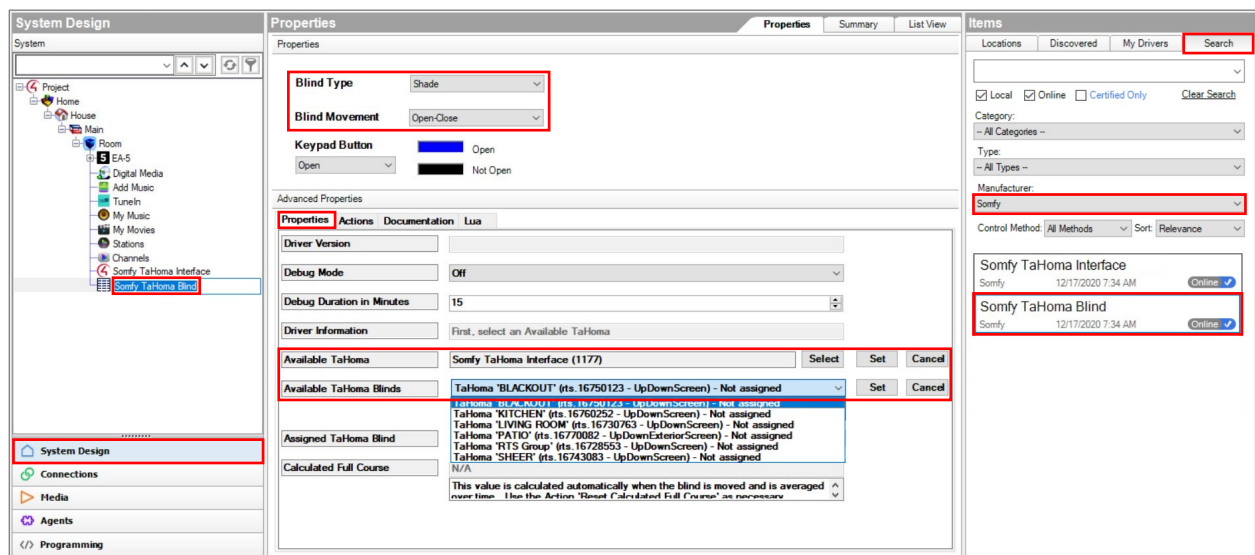 System Design
System
Project
Home
House
Main
Room
5 EA-5
Digital Media
Add Music
TuneIn
My Music
My Movies
Stations
Channels
Somfy TaHoma Interface
Somfy TaHoma Blind
System Design
Connections
Media
Agents
</> Programming
Properties
Properties Summary List View
Properties
Blind Type Shade
Blind Movement Open-Close
Keypad Button
Open
Open
Not Open
Advanced Properties
Properties Actions Documentation Lua
Driver Version
Debug Mode Off
Debug Duration in Minutes 15
Driver Information First, select an Available TaHoma
Available TaHoma Somfy TaHoma Interface (1177) Select Set Cancel
Available TaHoma Blinds TaHoma 'BLACKOUT' (rts.16750123 - UpDownScreen) - Not assigned Set Cancel
TaHoma 'BLACKOUT' (rts.16750123 - UpDownScreen) - Not assigned
TaHoma 'KITCHEN' (rts.16760252 - UpDownScreen) - Not assigned
TaHoma 'LIVING ROOM' (rts.16730763 - UpDownScreen) - Not assigned
TaHoma 'PATIO' (rts.16770082 - UpDownExteriorScreen) - Not assigned
TaHoma 'RTS Group' (rts.16728553 - UpDownScreen) - Not assigned
TaHoma 'SHEER' (rts.16743083 - UpDownScreen) - Not assigned
Assigned TaHoma Blind
Calculated Full Course N/A
This value is calculated automatically when the blind is moved and is averaged
over time. Use the Action 'Reset Calculated Full Course' as necessary
Items
Locations Discovered My Drivers Search
Local Online Certified Only Clear Search
Category:
-- All Categories --
Type:
-- All Types --
Manufacturer:
Somfy
Control Method: All Methods Sort: Relevance
Somfy TaHoma Interface
Somfy 12/17/2020 7:34 AM Online
Somfy TaHoma Blind
Somfy 12/17/2020 7:34 AM Online